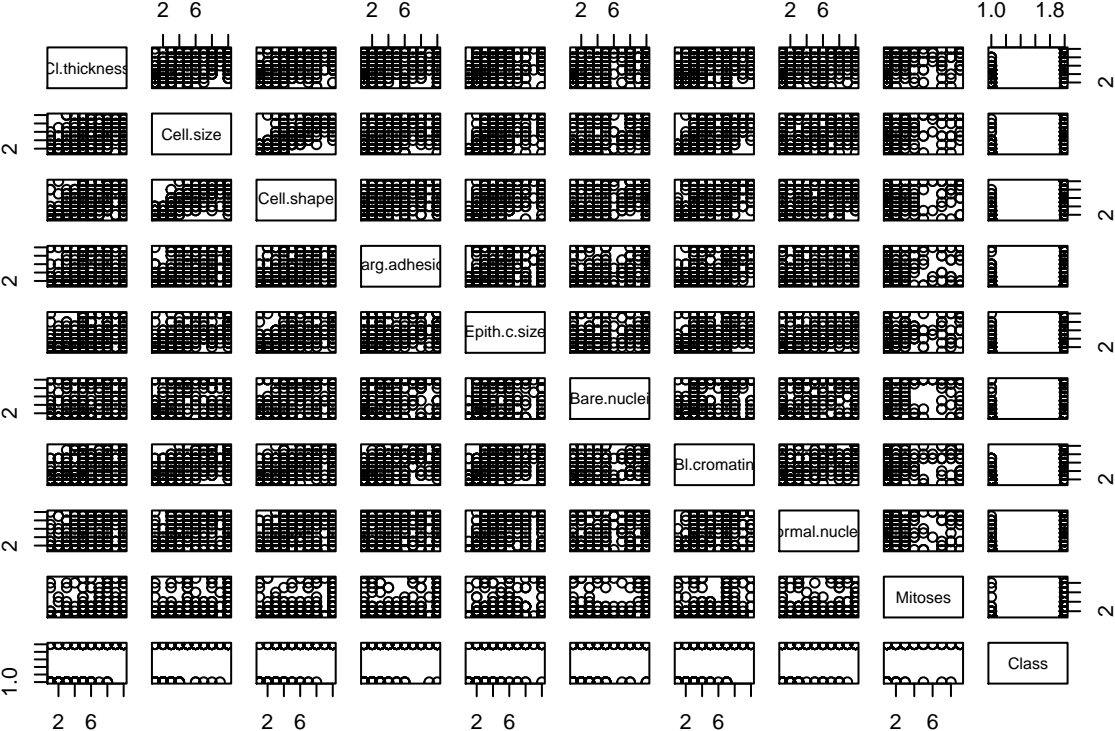 2 6 2 6 2 6 2 6 1.0 1.8
Cl.thickness 2
2 Cell.size
Cell.shape 2
2 arg.adhesic
Epith.c.size 2
2 Bare.nuclei
Bl.cromatin 2
2 ormal.nucle
Mitoses 2
1.0 Class
2 6 2 6 2 6 2 6 2 6